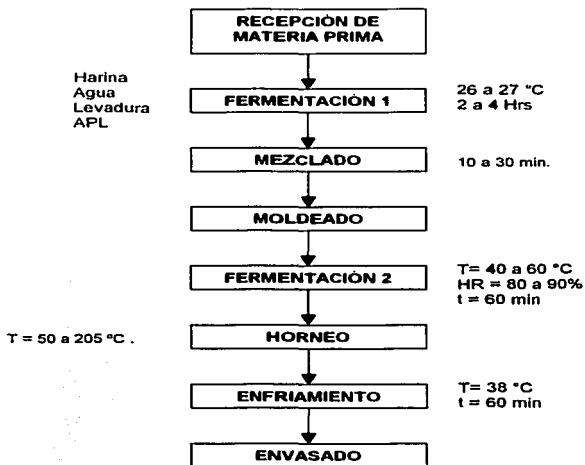 RECEPCIÓN DE
MATERIA PRIMA
Harina
Agua
Levadura
APL
FERMENTACIÓN 1
26 a 27 °C
2 a 4 Hrs
MEZCLADO
10 a 30 min.
MOLDEADO
FERMENTACIÓN 2
T= 40 a 60 °C
HR = 80 a 90%
t = 60 min
T = 50 a 205 ºC .
HORNEO
ENFRIAMIENTO
T= 38 °C
t = 60 min
ENVASADO